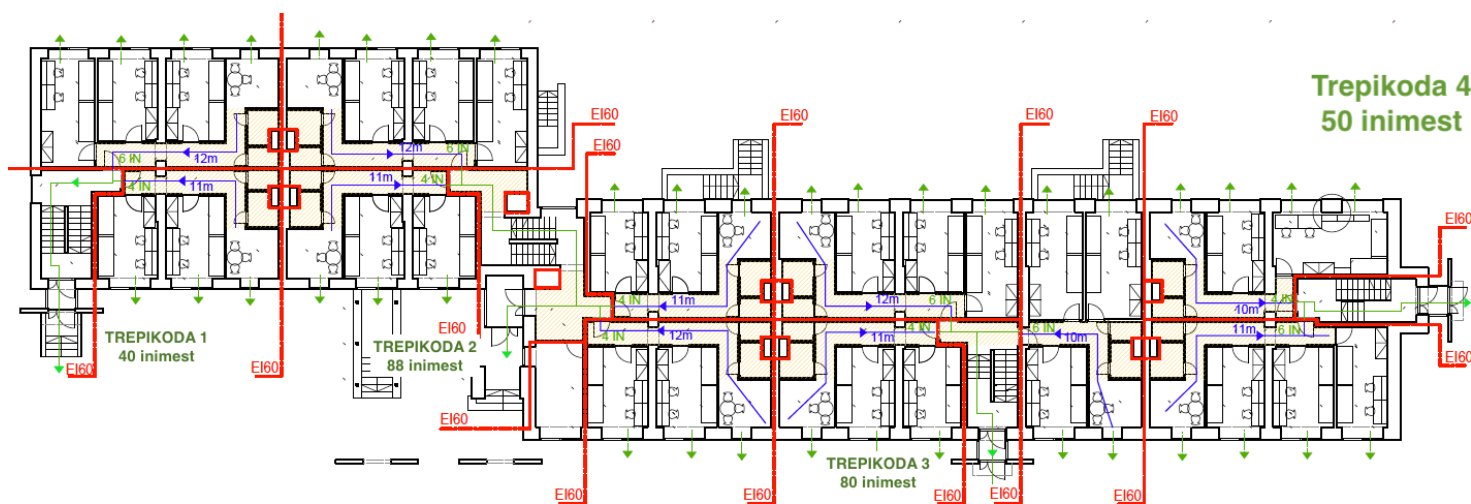 Trepikoda 4
50 inimest
EI60
EI60
EI60
EI60
EI60
6 IN
12m
12m
6 IN
4 IN
11m
11m
4 IN
EI60
4 IN
11m
12m
6 IN
10m
4 IN
4 IN
12m
11m
4 IN
6 IN
10m
11m
6 IN
TREPIKODA 1
40 inimest
EI60
EI60
EI60
TREPIKODA 2
88 inimest
EI60
EI60
TREPIKODA 3
80 inimest
EI60
EI60
EI60
EI60
EI60